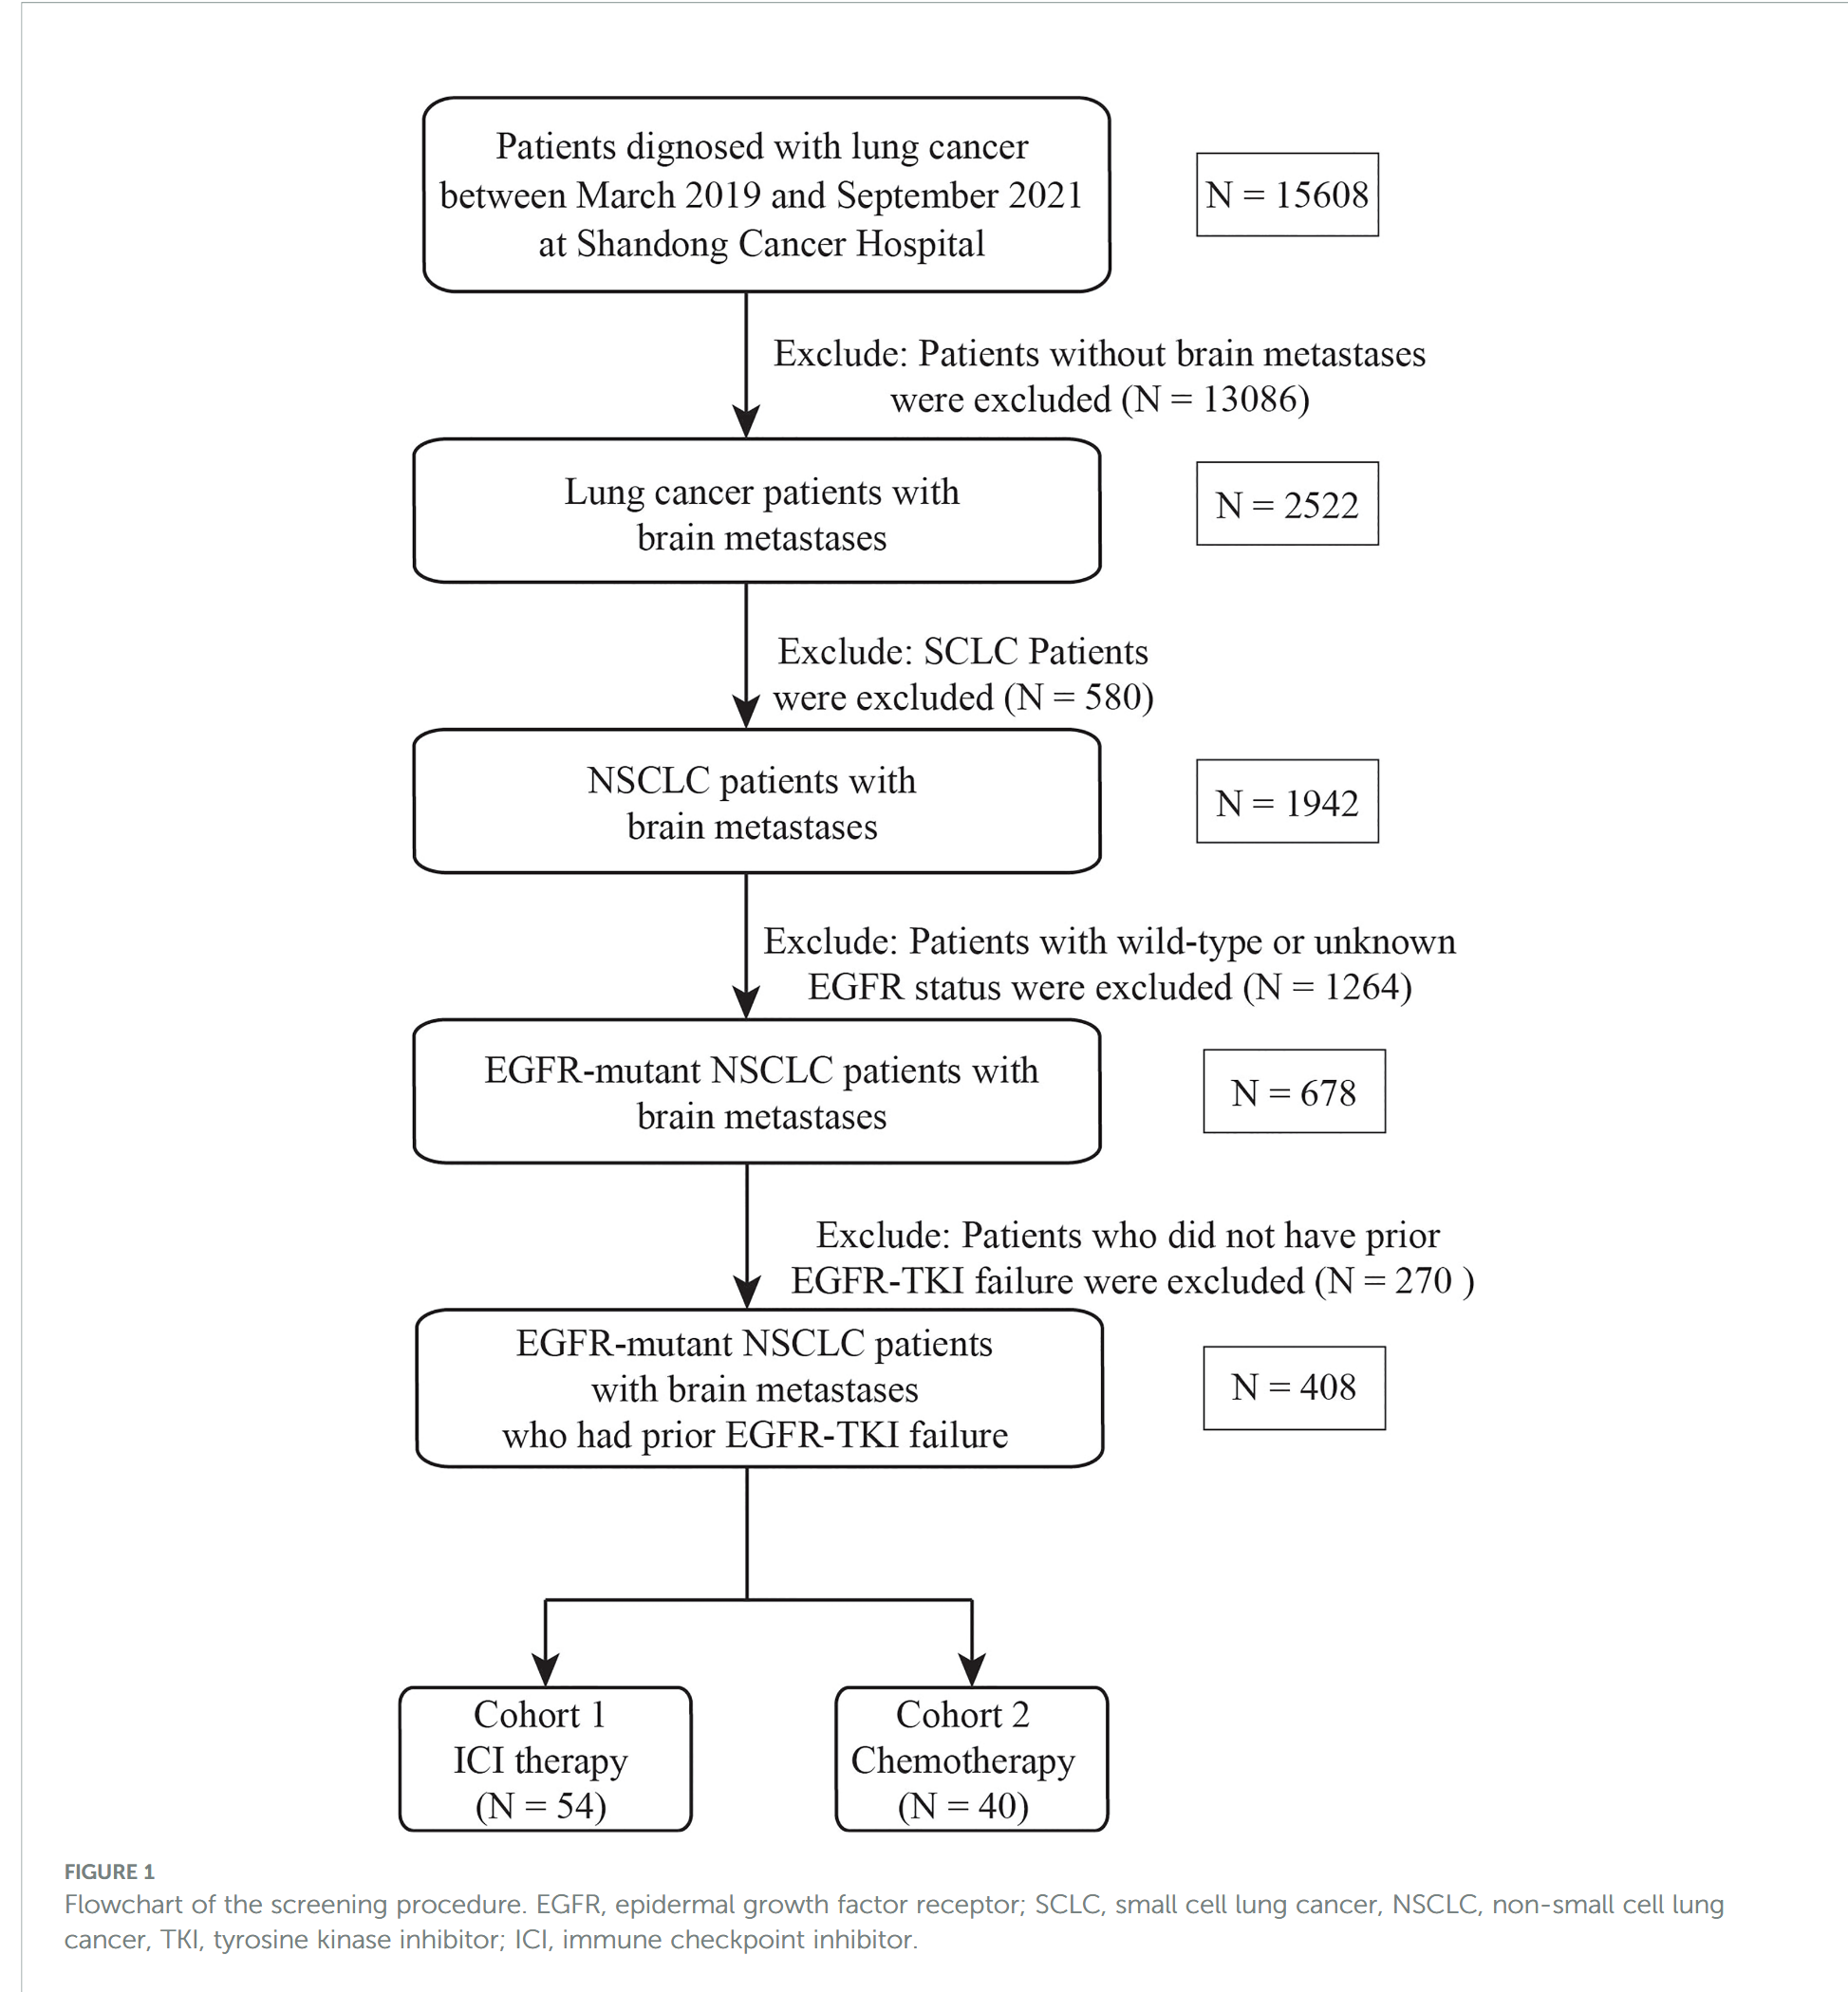 Patients dignosed with lung cancer
between March 2019 and September 2021
at Shandong Cancer Hospital
N = 15608
Exclude: Patients without brain metastases
were excluded (N = 13086)
Lung cancer patients with
brain metastases
N = 2522
Exclude: SCLC Patients
were excluded (N = 580)
NSCLC patients with
brain metastases
N = 1942
Exclude: Patients with wild-type or unknown
EGFR status were excluded (N = 1264)
EGFR-mutant NSCLC patients with
brain metastases
N = 678
Exclude: Patients who did not have prior
EGFR-TKI failure were excluded (N = 270 )
EGFR-mutant NSCLC patients
with brain metastases
who had prior EGFR-TKI failure
N = 408
Cohort 1
ICI therapy
(N = 54)
Cohort 2
Chemotherapy
(N = 40)
FIGURE 1
Flowchart of the screening procedure. EGFR, epidermal growth factor receptor; SCLC, small cell lung cancer, NSCLC, non-small cell lung
cancer, TKI, tyrosine kinase inhibitor; ICI, immune checkpoint inhibitor.